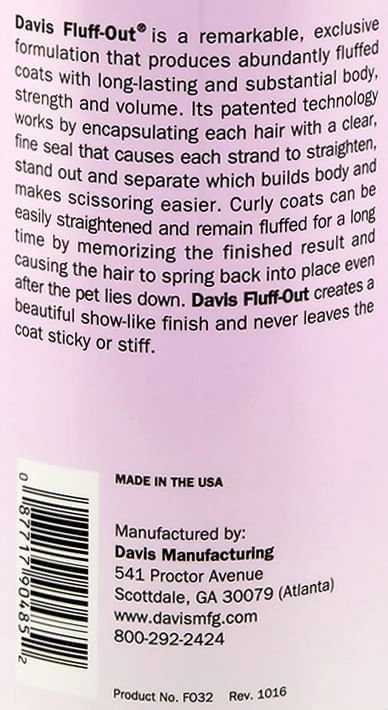 Davis Fluff-Out® is a remarkable, exclusive
formulation that produces abundantly fluffed
coats with long-lasting and substantial body,
strength and volume. Its patented technology
works by encapsulating each hair with a clear,
fine seal that causes each strand to straighten,
stand out and separate which builds body and
makes scissoring easier. Curly coats can be
easily straightened and remain fluffed for a long
time by memorizing the finished result and
causing the hair to spring back into place even
after the pet lies down. Davis Fluff-Out creates a
beautiful show-like finish and never leaves the
coat sticky or stiff.
MADE IN THE USA
Manufactured by:
Davis Manufacturing
541 Proctor Avenue
Scottdale, GA 30079 (Atlanta)
www.davismfg.com
800-292-2424
0 87717 90485 2
Product No. FO32 Rev. 1016